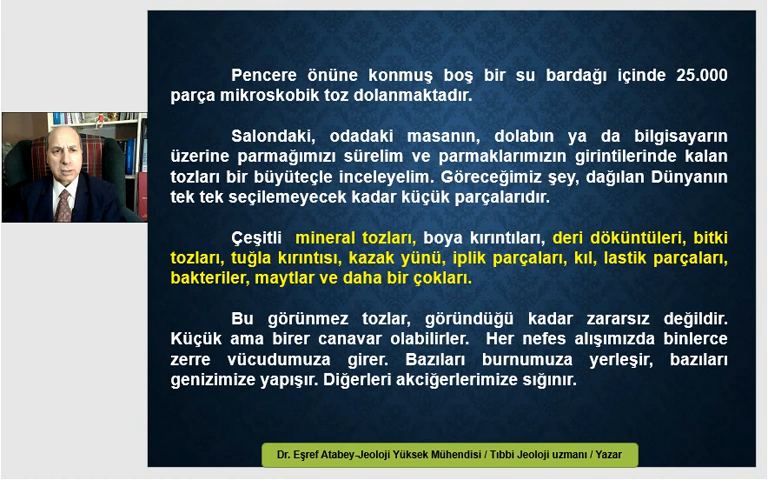 Pencere önüne konmuş boş bir su bardağı içinde 25.000
parça mikroskobik toz dolanmaktadır.
Salondaki, odadaki masanın, dolabın ya da bilgisayarın
üzerine parmağımızı sürelim ve parmaklarımızın girintilerinde kalan
tozları bir büyüteçle inceleyelim. Göreceğimiz şey, dağılan Dünyanın
tek tek seçilemeyecek kadar küçük parçalarıdır.
Çeşitli mineral tozları, boya kırıntıları, deri döküntüleri, bitki
tozları, tuğla kırıntısı, kazak yünü, iplik parçaları, kıl, lastik parçaları,
bakteriler, maytlar ve daha bir çokları.
Bu görünmez tozlar, göründüğü kadar zararsız değildir.
Küçük ama birer canavar olabilirler. Her nefes alışımızda binlerce
zerre vücudumuza girer. Bazıları burnumuza yerleşir, bazıları
genizimize yapışır. Diğerleri akciğerlerimize sığınır.
Dr. Eşref Atabey-Jeoloji Yüksek Mühendisi / Tıbbi Jeoloji uzmanı / Yazar